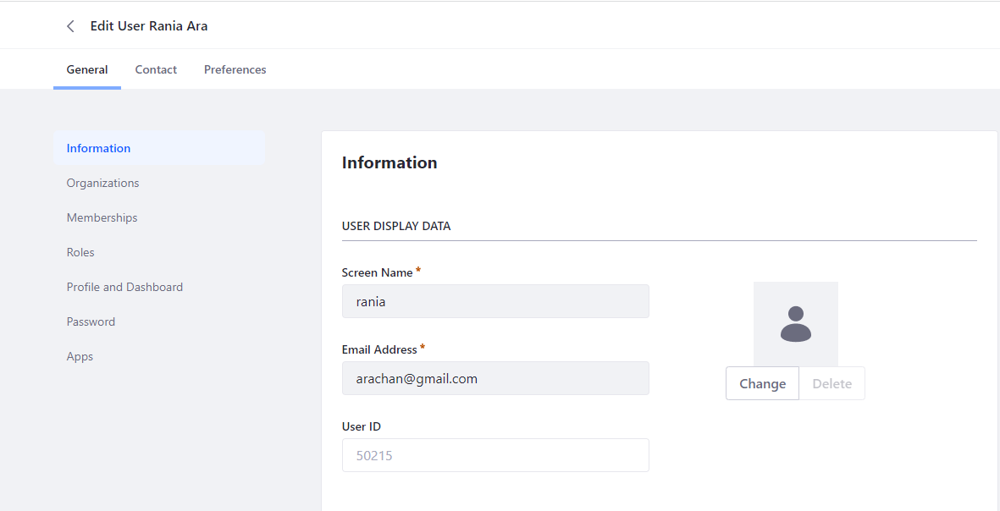 Edit User Rania Ara
General Contact Preferences
Information
Organizations
Memberships
Roles
Profile and Dashboard
Password
Apps
Information
USER DISPLAY DATA
Screen Name *
rania
Email Address *
arachan@gmail.com
User ID
50215
Change Delete